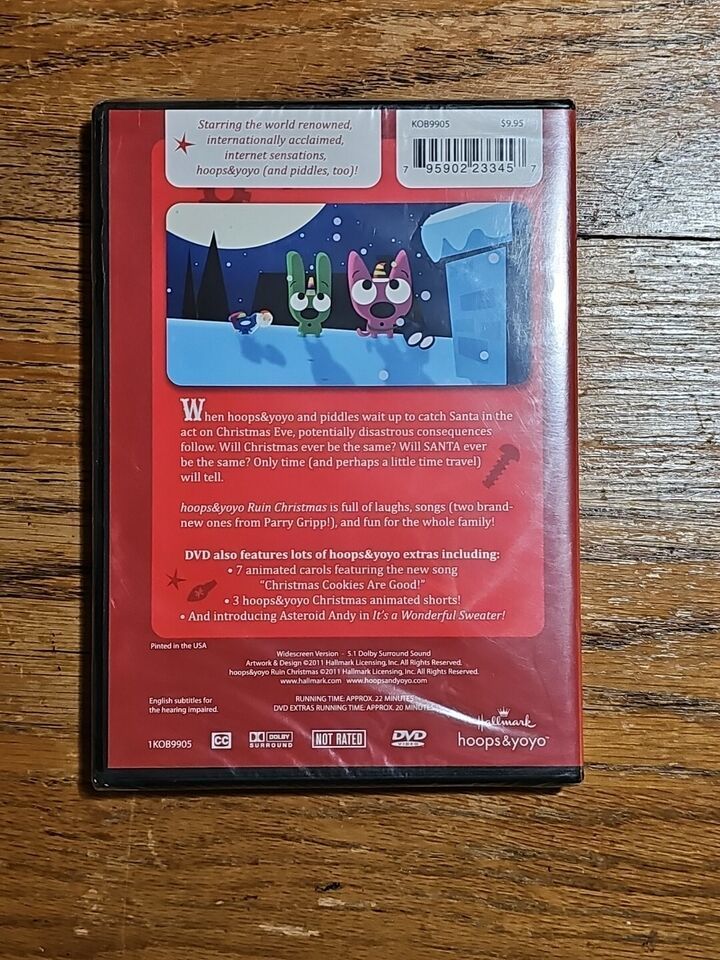 Starring the world renowned,
internationally acclaimed,
internet sensations,
hoops&yoyo (and piddles, too)!
KOB9905 $9.95
7 95902 23345 7
When hoops&yoyo and piddles wait up to catch Santa in the
act on Christmas Eve, potentially disastrous consequences
follow. Will Christmas ever be the same? Will SANTA ever
be the same? Only time (and perhaps a little time travel)
will tell.
hoops&yoyo Ruin Christmas is full of laughs, songs (two brand-
new ones from Parry Gripp!), and fun for the whole family!
DVD also features lots of hoops&yoyo extras including:
• 7 animated carols featuring the new song
"Christmas Cookies Are Good!"
• 3 hoops&yoyo Christmas animated shorts!
• And introducing Asteroid Andy in It's a Wonderful Sweater!
Pinted in the USA
Widescreen Version - 5.1 Dolby Surround Sound
Artwork & Design ©2011 Hallmark Licensing, Inc. All Rights Reserved.
hoops&yoyo Ruin Christmas ©2011 Hallmark Licensing, Inc. All Rights Reserved.
www.hallmark.com www.hoopsandyoyo.com
English subtitles for
the hearing impaired.
RUNNING TIME: APPROX. 22 MINUTES
DVD EXTRAS RUNNING TIME: APPROX. 20 MINUTES
1KOB9905
CC
DOLBY
SURROUND
NOT RATED
DVD
VIDEO
Hallmark
hoops&yoyo™